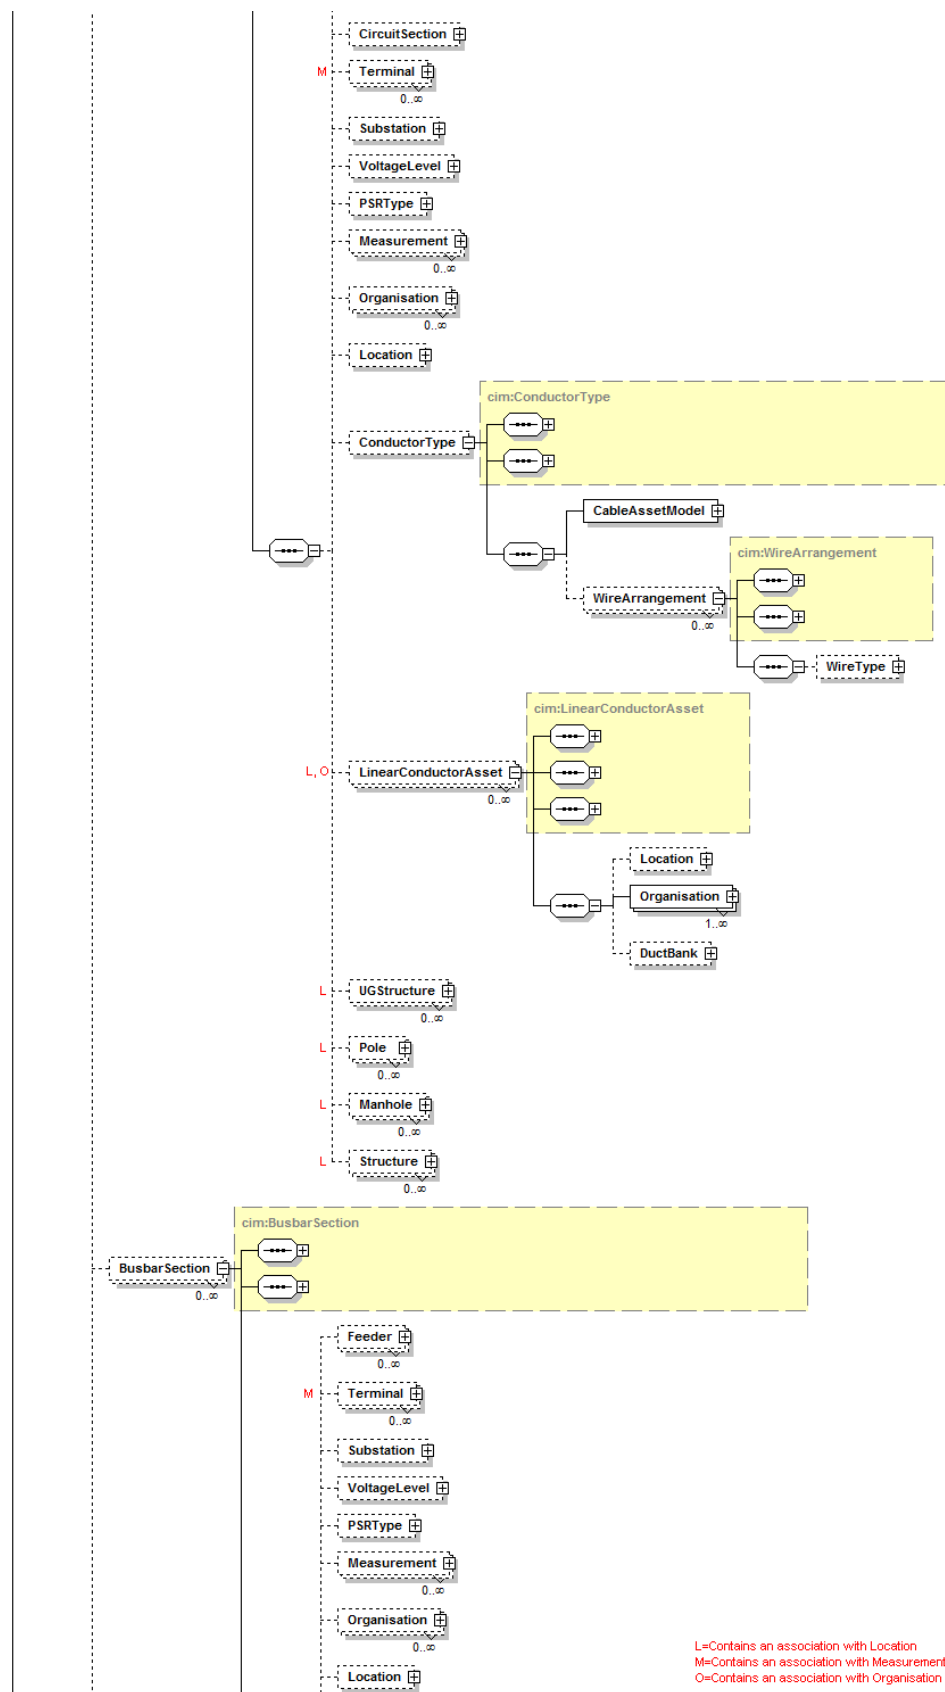 CircuitSection
M Terminal
0..∞
Substation
VoltageLevel
PSRType
Measurement
0..∞
Organisation
0..∞
Location
cim:ConductorType
ConductorType
CableAssetModel
cim:WireArrangement
WireArrangement
0..∞
WireType
cim:LinearConductorAsset
L, O LinearConductorAsset
0..∞
Location
Organisation
1..∞
DuctBank
L UGStructure
0..∞
L Pole
0..∞
L Manhole
0..∞
L Structure
0..∞
cim:BusbarSection
BusbarSection
0..∞
Feeder
0..∞
M Terminal
0..∞
Substation
VoltageLevel
PSRType
Measurement
0..∞
Organisation
0..∞
Location
L=Contains an association with Location
M=Contains an association with Measurement
O=Contains an association with Organisation